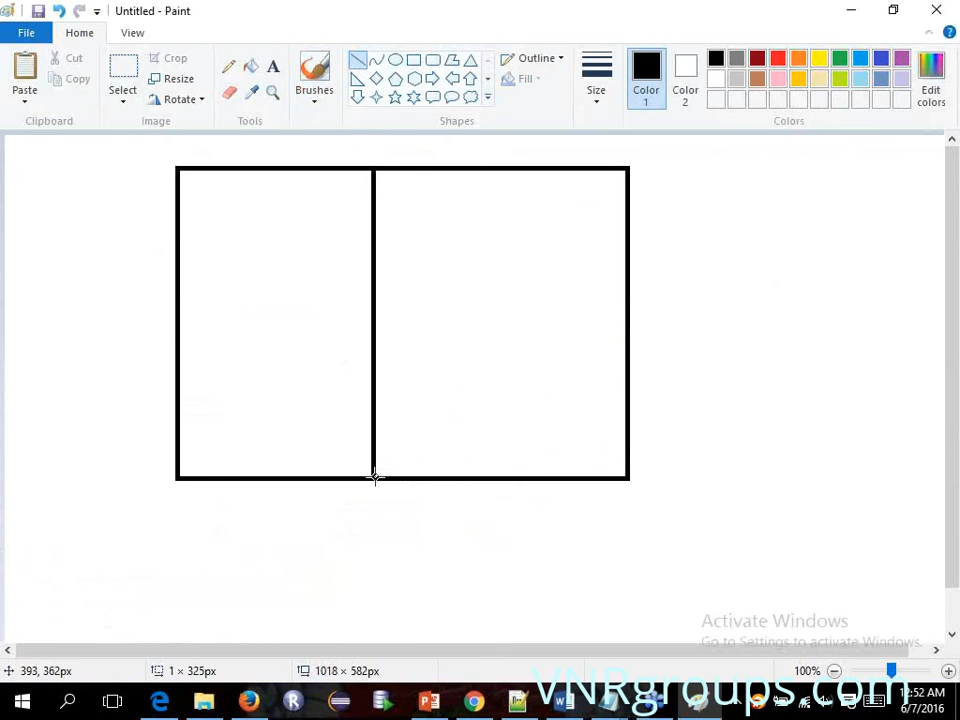 Untitled - Paint
File
Home
View
Cut
Copy
Paste
Clipboard
Crop
Resize
Rotate
Select
Image
Tools
Brushes
Outline
Fill
Shapes
Size
Color
1
Color
2
Colors
Edit
colors
Activate Windows
Go to Settings to activate Windows.
393, 362px
1 × 325px
1018 × 582px
100%
VNRgroups.com
12:52 AM
6/7/2016